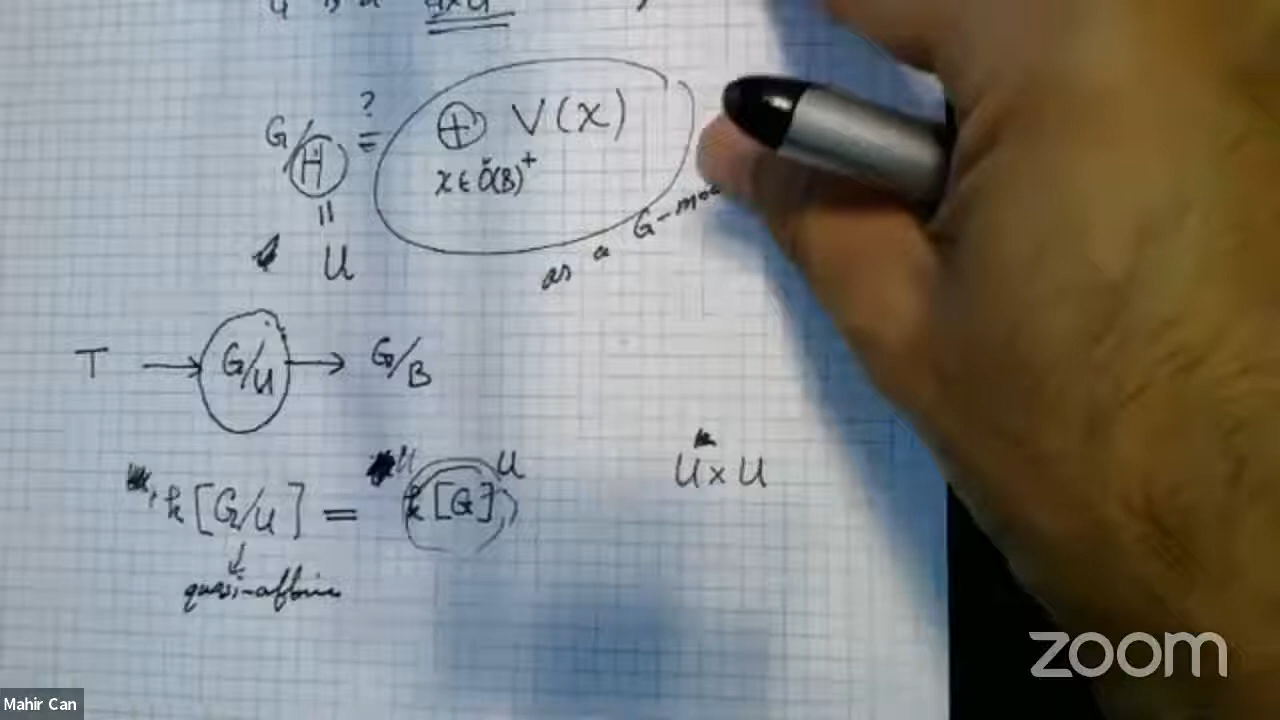 G/H ?= ⊕ V(χ)
χ ∈ X(B)⁺
as a G-mod
||
U
T → G/U → G/B
k[G/U] = k[G]ᵁ
U × U
↓
quasi-affine
zoom
Mahir Can